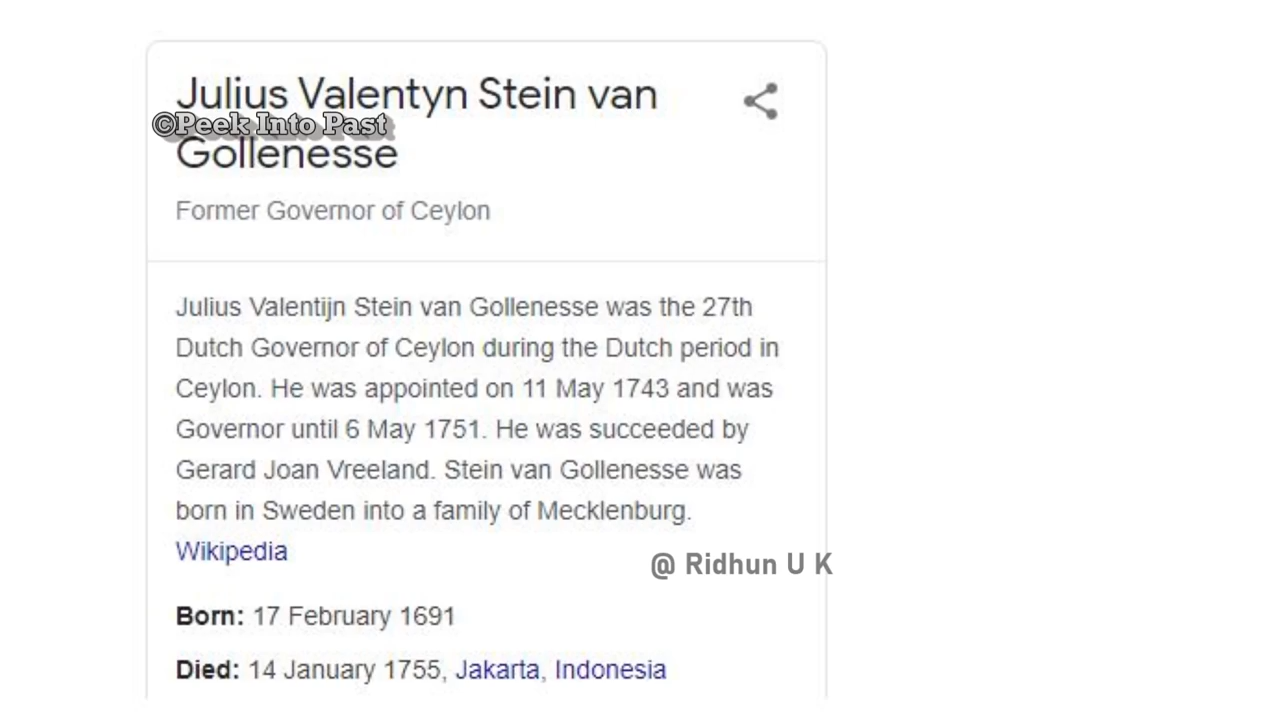 Julius Valentyn Stein van
©Peek Into Past
Gollenesse
Former Governor of Ceylon
Julius Valentijn Stein van Gollenesse was the 27th
Dutch Governor of Ceylon during the Dutch period in
Ceylon. He was appointed on 11 May 1743 and was
Governor until 6 May 1751. He was succeeded by
Gerard Joan Vreeland. Stein van Gollenesse was
born in Sweden into a family of Mecklenburg.
Wikipedia
@ Ridhun U K
Born: 17 February 1691
Died: 14 January 1755, Jakarta, Indonesia